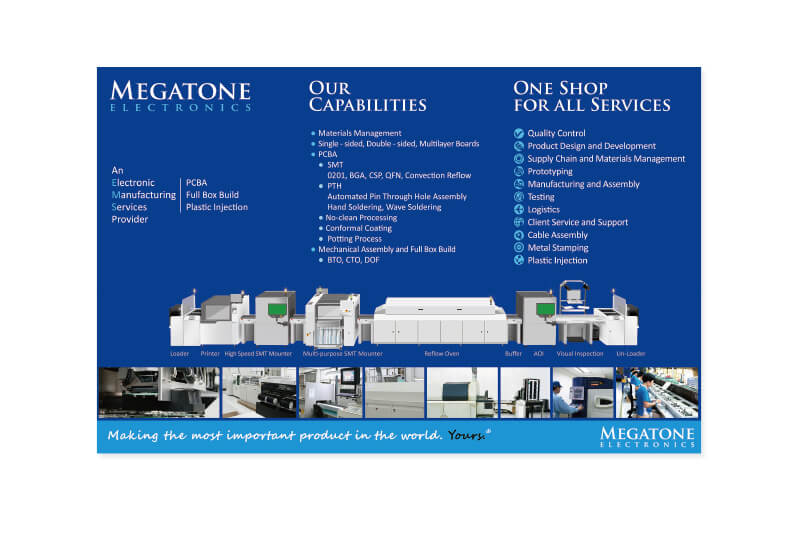 MEGATONE
ELECTRONICS
An
Electronic
Manufacturing
Services
Provider
PCBA
Full Box Build
Plastic Injection
OUR
CAPABILITIES
Materials Management
Single - sided, Double - sided, Multilayer Boards
PCBA
SMT
0201, BGA, CSP, QFN, Convection Reflow
PTH
Automated Pin Through Hole Assembly
Hand Soldering, Wave Soldering
No-clean Processing
Conformal Coating
Potting Process
Mechanical Assembly and Full Box Build
BTO, CTO, DOF
ONE SHOP
FOR ALL SERVICES
Quality Control
Product Design and Development
Supply Chain and Materials Management
Prototyping
Manufacturing and Assembly
Testing
Logistics
Client Service and Support
Cable Assembly
Metal Stamping
Plastic Injection
Loader Printer High Speed SMT Mounter Multi-purpose SMT Mounter Reflow Oven Buffer AOI Visual Inspection Un-Loader
Making the most important product in the world. Yours.®
MEGATONE
ELECTRONICS